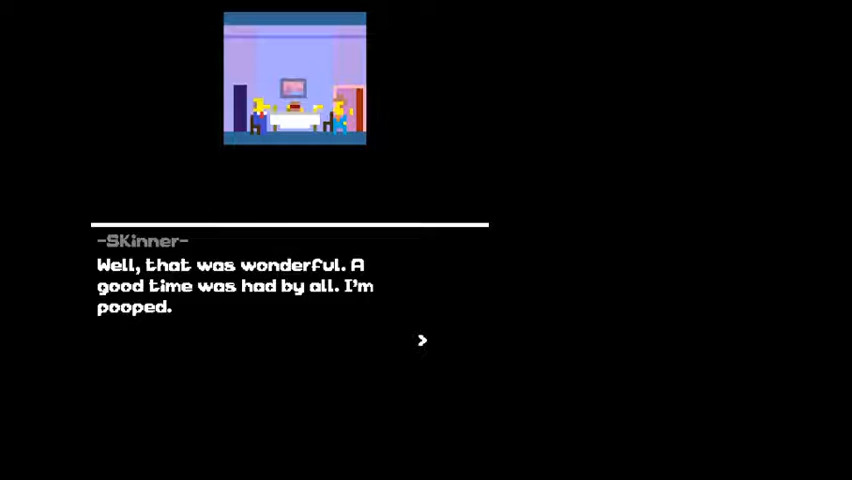 -Skinner-
Well, that was wonderful. A
good time was had by all. I'm
pooped.
>